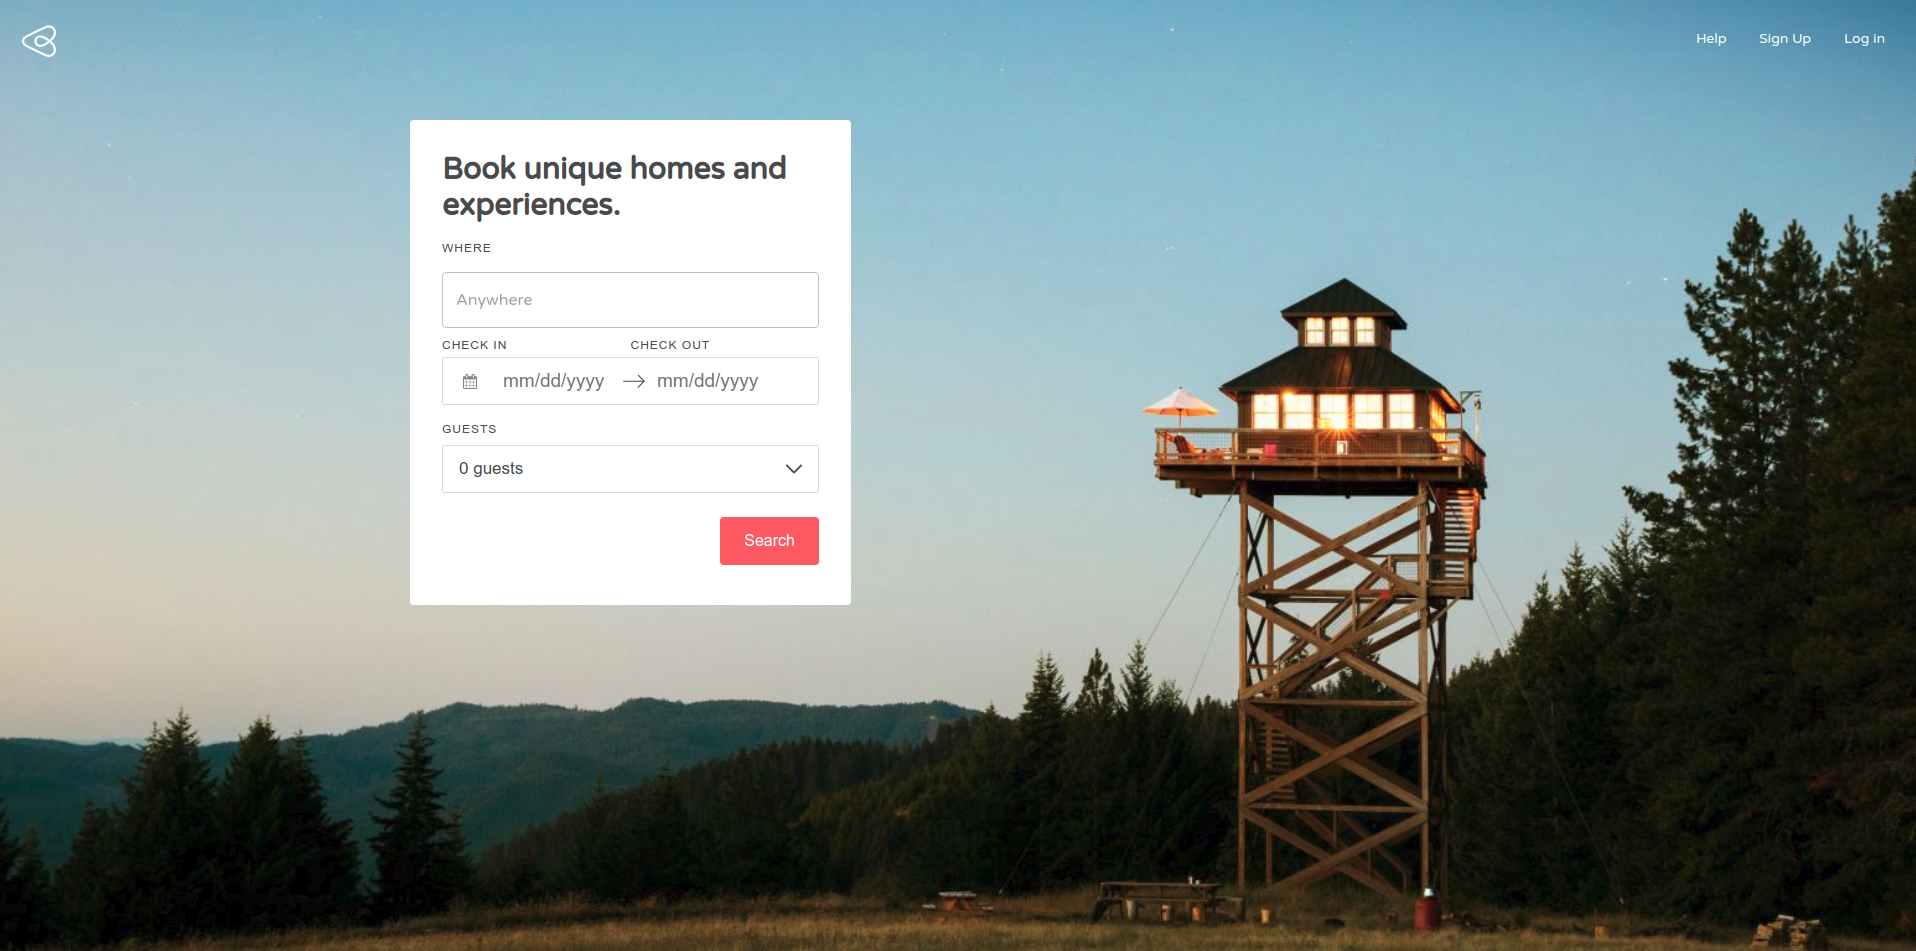 Help Sign Up Log in
Book unique homes and
experiences.
WHERE
Anywhere
CHECK IN CHECK OUT
mm/dd/yyyy mm/dd/yyyy
GUESTS
0 guests
Search